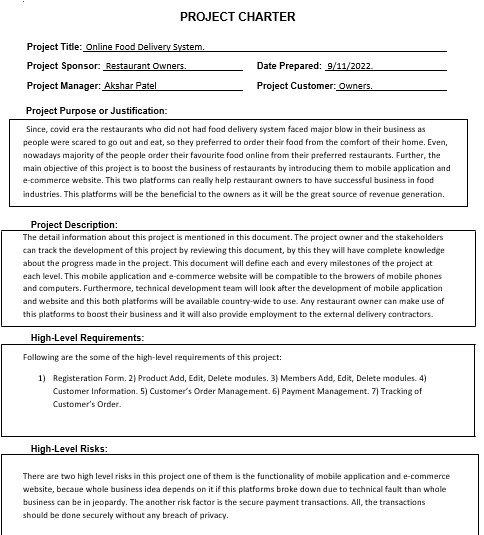 PROJECT CHARTER
Project Title: Online Food Delivery System.
Project Sponsor: Restaurant Owners. Date Prepared: 9/11/2022.
Project Manager: Akshar Patel Project Customer: Owners.
Project Purpose or Justification:
Since, covid era the restaurants who did not had food delivery system faced major blow in their business as
people were scared to go out and eat, so they preferred to order their food from the comfort of their home. Even,
nowadays majority of the people order their favourite food online from their preferred restaurants. Further, the
main objective of this project is to boost the business of restaurants by introducing them to mobile application and
e-commerce website. This two platforms can really help restaurant owners to have successful business in food
industries. This platforms will be the beneficial to the owners as it will be the great source of revenue generation.
Project Description:
The detail information about this project is mentioned in this document. The project owner and the stakeholders
can track the development of this project by reviewing this document, by this they will have complete knowledge
about the progress made in the project. This document will define each and every milestones of the project at
each level. This mobile application and e-commerce website will be compatible to the browers of mobile phones
and computers. Furthermore, technical development team will look after the development of mobile application
and website and this both platforms will be available country-wide to use. Any restaurant owner can make use of
this platforms to boost their business and it will also provide employment to the external delivery contractors.
High-Level Requirements:
Following are the some of the high-level requirements of this project:
1) Registeration Form. 2) Product Add, Edit, Delete modules. 3) Members Add, Edit, Delete modules. 4)
Customer Information. 5) Customer's Order Management. 6) Payment Management. 7) Tracking of
Customer's Order.
High-Level Risks:
There are two high level risks in this project one of them is the functionality of mobile application and e-commerce
website, becaue whole business idea depends on it if this platforms broke down due to technical fault than whole
business can be in jeopardy. The another risk factor is the secure payment transactions. All, the transactions
should be done securely without any breach of privacy.